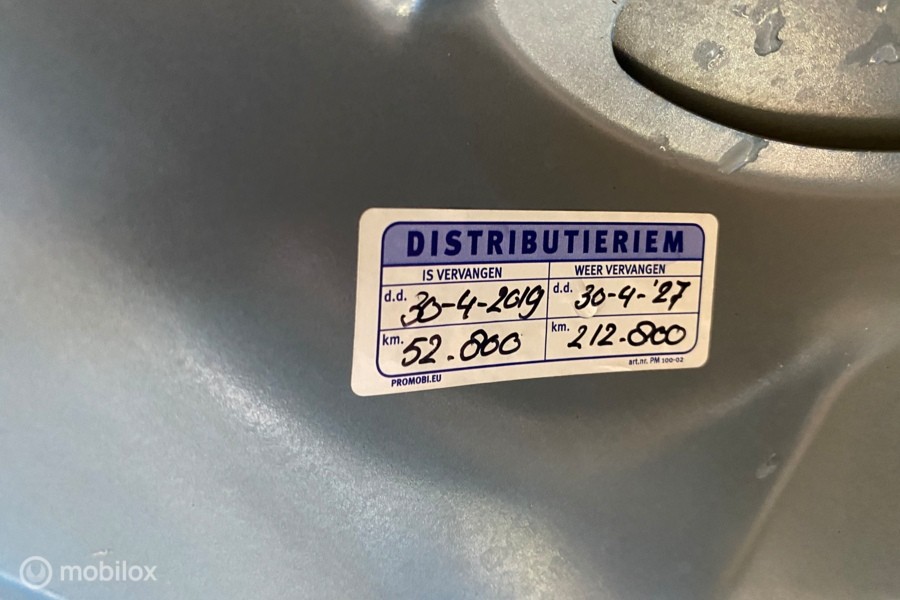 DISTRIBUTIERIEM
IS VERVANGEN
WEER VERVANGEN
d.d. 30-4-2019
d.d. 30-4-'27
km. 52.800
km. 212.800
PROMOBI.EU
art.nr. PM 100-02
mobilox